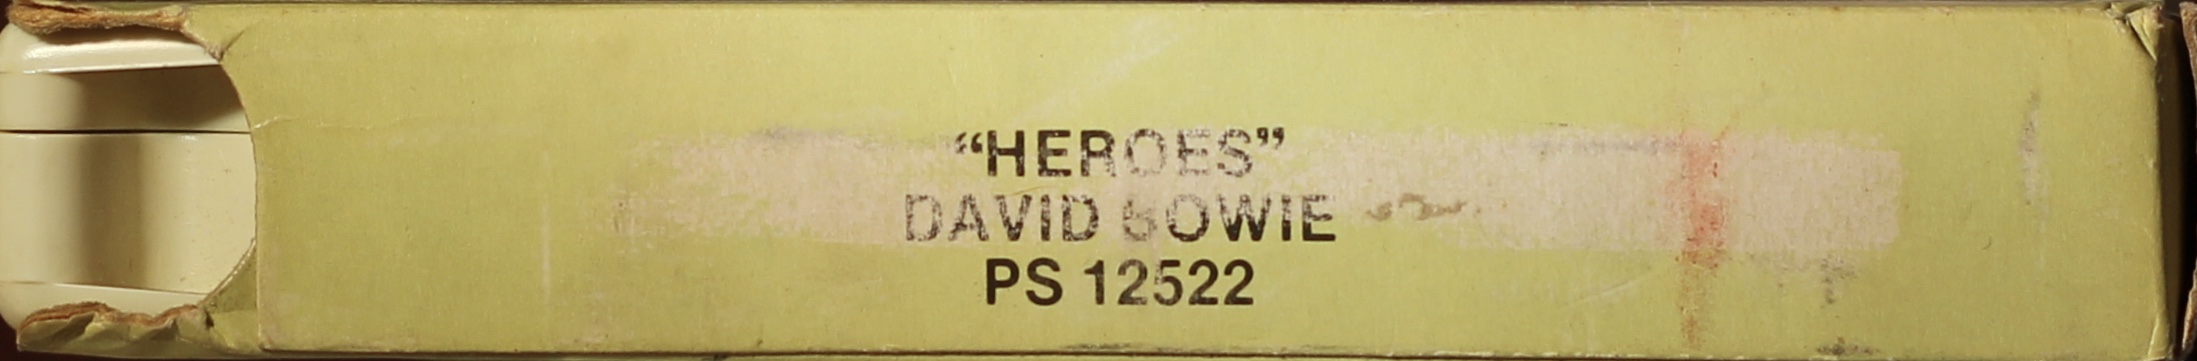 “HEROES”
DAVID BOWIE
PS 12522